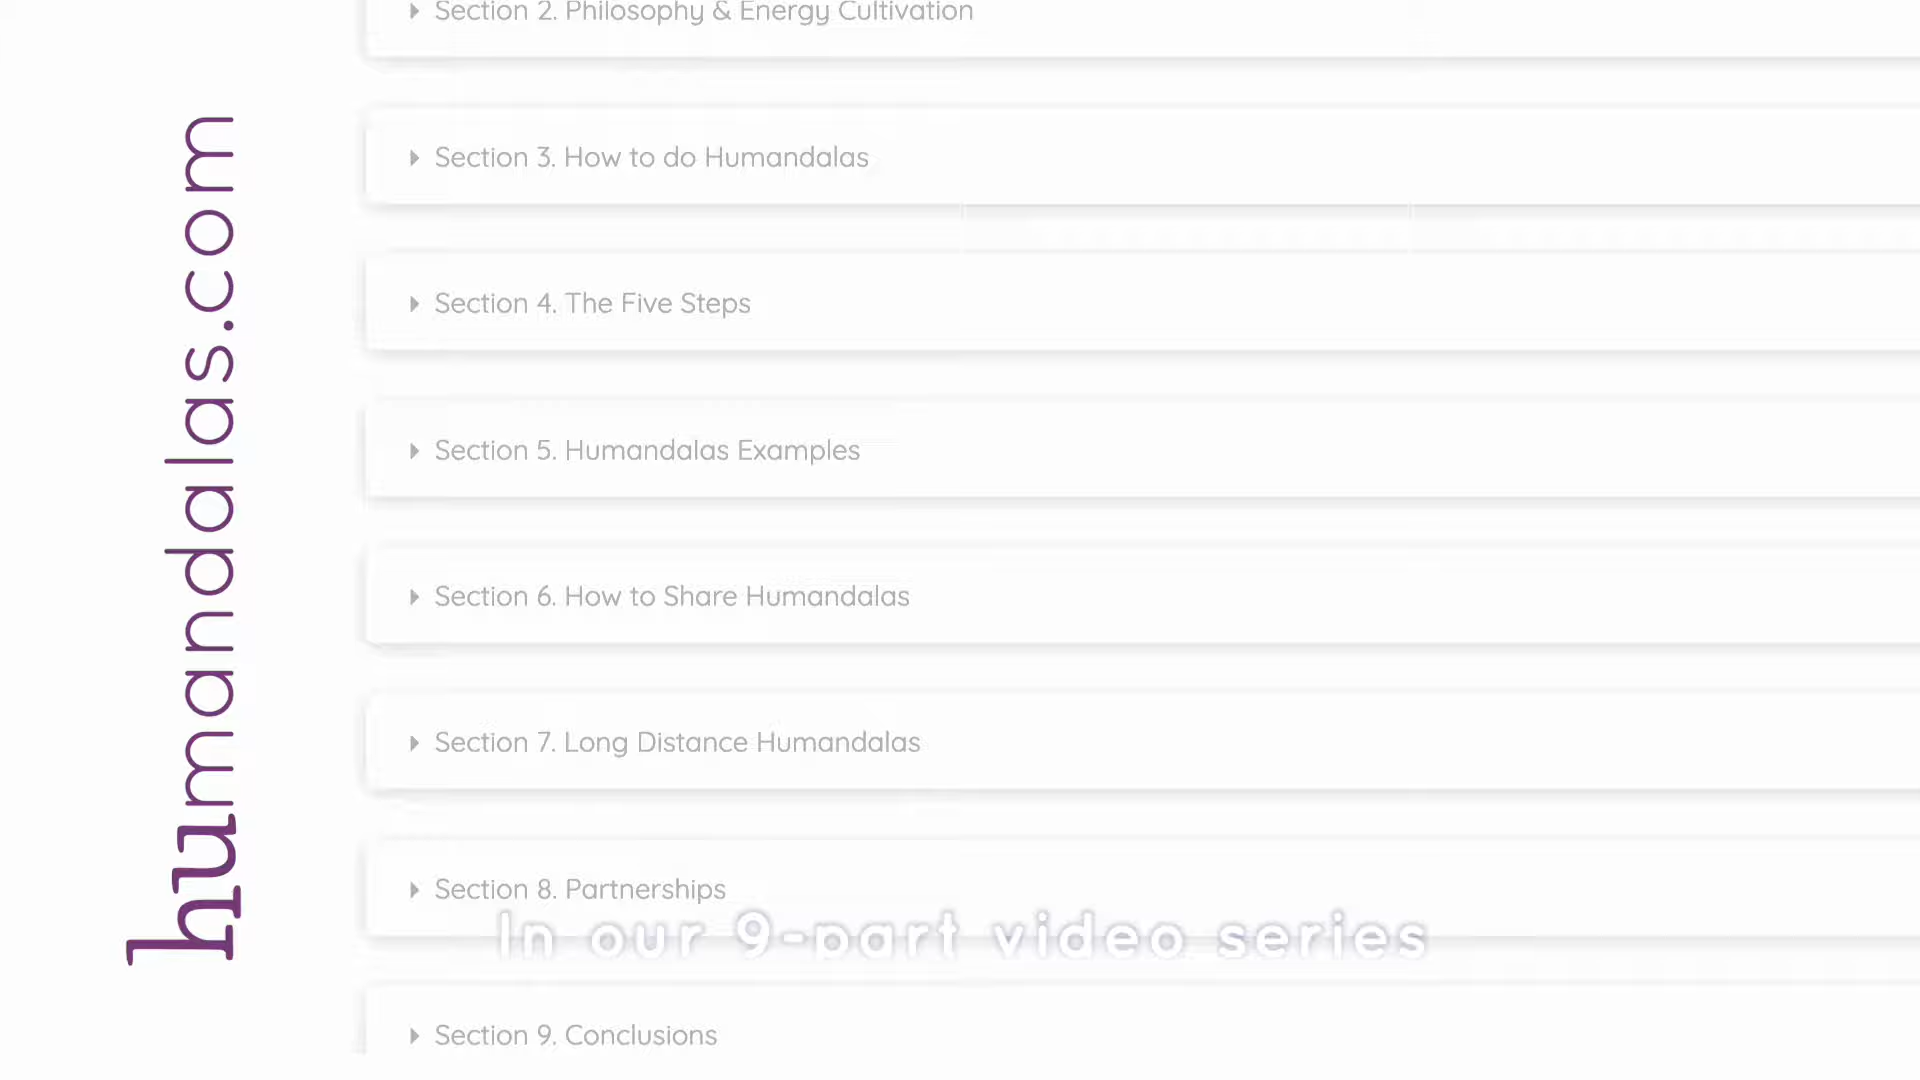 humandalas.com
Section 2. Philosophy & Energy Cultivation
Section 3. How to do Humandalas
Section 4. The Five Steps
Section 5. Humandalas Examples
Section 6. How to Share Humandalas
Section 7. Long Distance Humandalas
Section 8. Partnerships
In our 9-part video series
Section 9. Conclusions